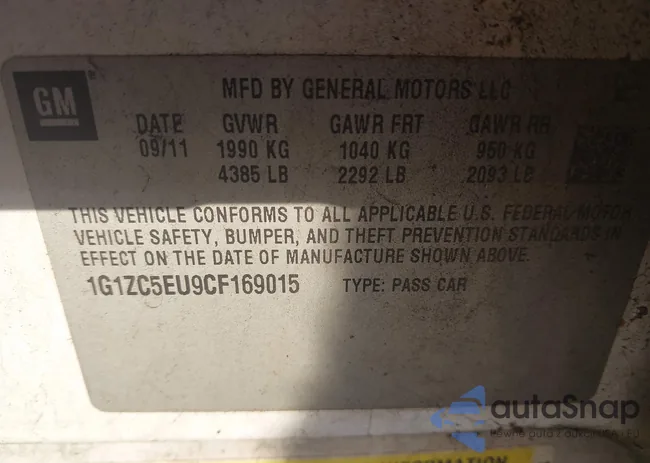 GM
MFD BY GENERAL MOTORS LLC
DATE GVWR GAWR FRT GAWR RR
09/11 1990 KG 1040 KG 950 KG
4385 LB 2292 LB 2093 LB
THIS VEHICLE CONFORMS TO ALL APPLICABLE U.S. FEDERAL MOTOR
VEHICLE SAFETY, BUMPER, AND THEFT PREVENTION STANDARDS IN
EFFECT ON THE DATE OF MANUFACTURE SHOWN ABOVE.
1G1ZC5EU9CF169015 TYPE: PASS CAR
autaSnap
INFORMATION